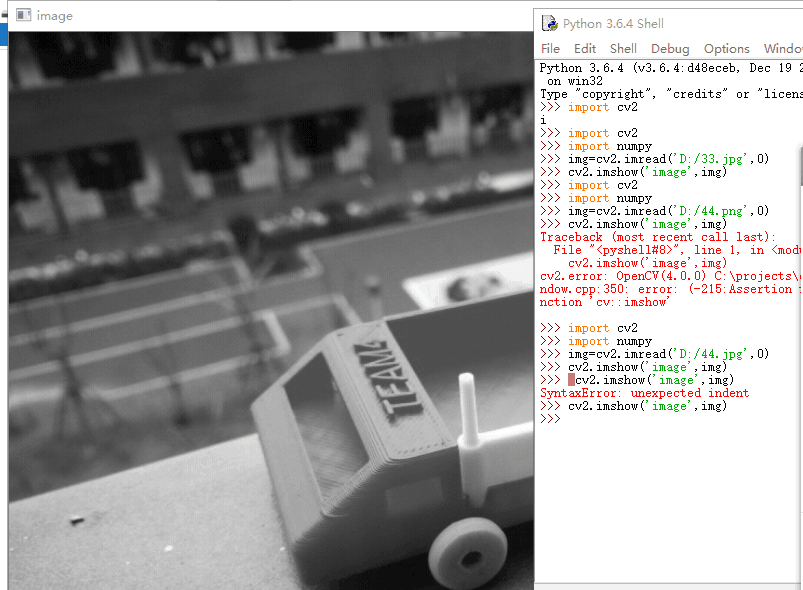 image
TEAM4
Python 3.6.4 Shell
File Edit Shell Debug Options Window
Python 3.6.4 (v3.6.4:d48eceb, Dec 19 2
on win32
Type "copyright", "credits" or "licens
>>> import cv2
i
>>> import cv2
>>> import numpy
>>> img=cv2.imread('D:/33.jpg',0)
>>> cv2.imshow('image',img)
>>> import cv2
>>> import numpy
>>> img=cv2.imread('D:/44.png',0)
>>> cv2.imshow('image',img)
Traceback (most recent call last):
File "<pyshell#8>", line 1, in <modu
cv2.imshow('image',img)
cv2.error: OpenCV(4.0.0) C:\projects\
ndow.cpp:350: error: (-215:Assertion
nction 'cv::imshow'
>>> import cv2
>>> import numpy
>>> img=cv2.imread('D:/44.jpg',0)
>>> cv2.imshow('image',img)
>>> cv2.imshow('image',img)
SyntaxError: unexpected indent
>>> cv2.imshow('image',img)
>>>